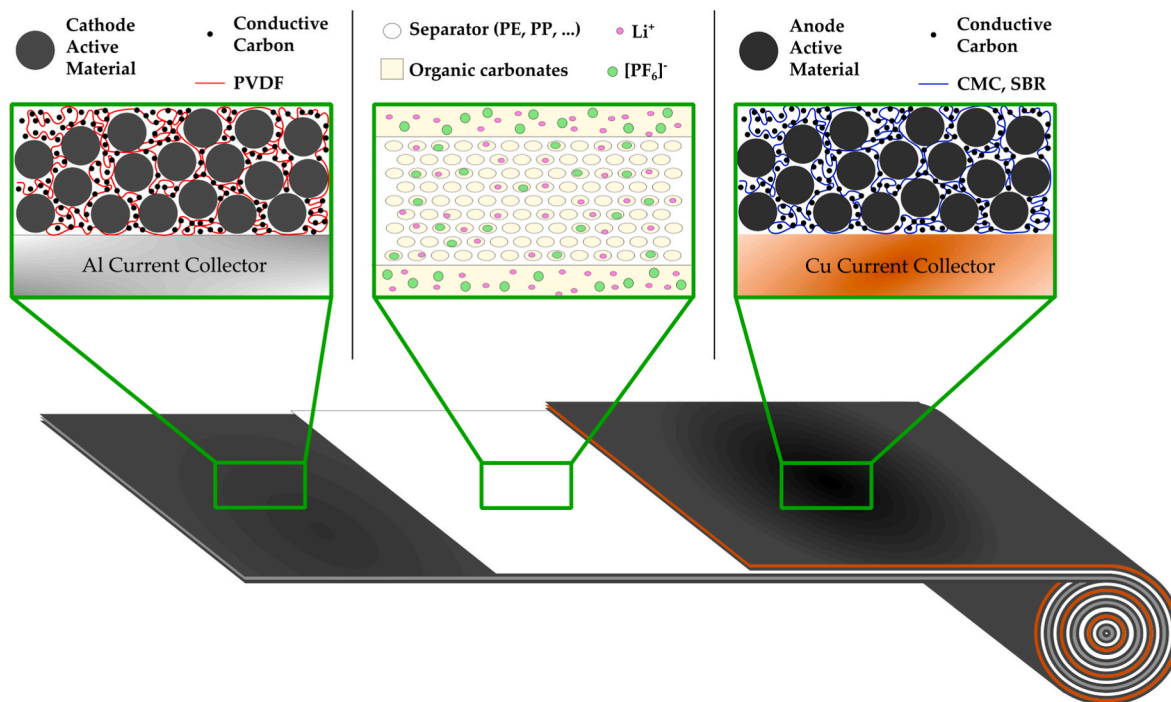 Cathode
Active
Material
Conductive
Carbon
PVDF
Al Current Collector
Separator (PE, PP, ...)
Li⁺
Organic carbonates
[PF₆]⁻
Anode
Active
Material
Conductive
Carbon
CMC, SBR
Cu Current Collector